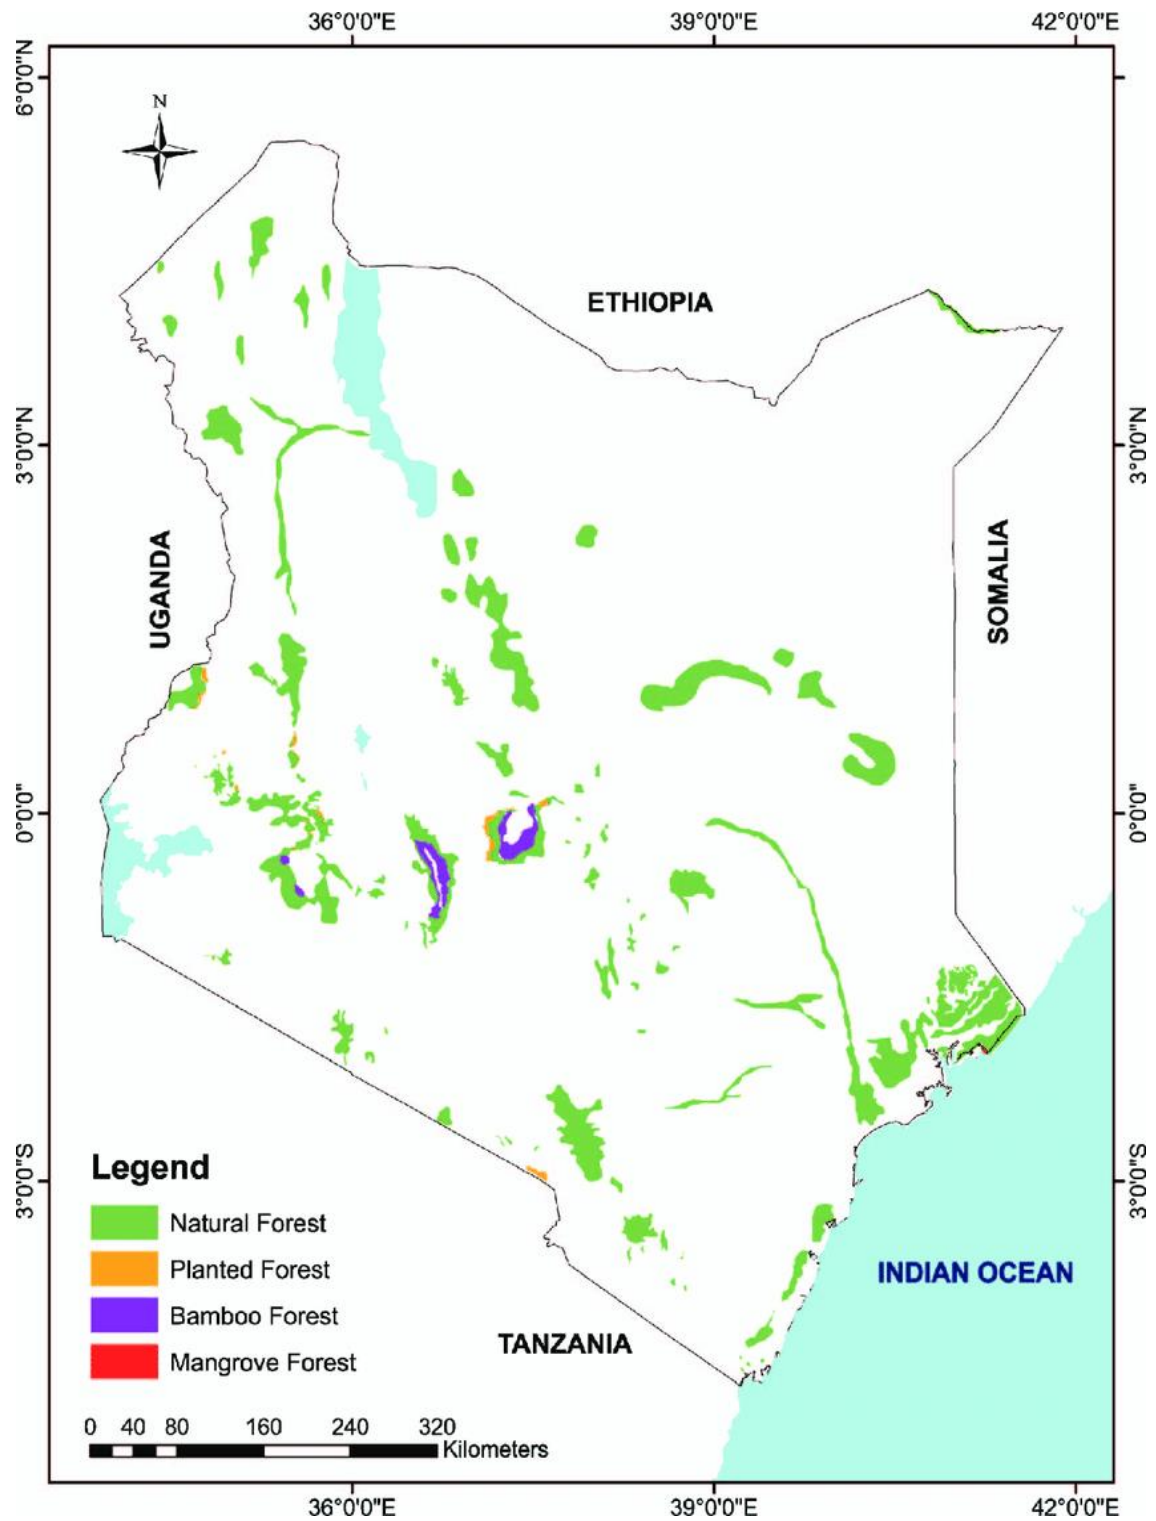 36°0'0"E 39°0'0"E 42°0'0"E
6°0'0"N
N
ETHIOPIA
3°0'0"N
3°0'0"N
UGANDA
SOMALIA
0°0'0"
0°0'0"
3°0'0"S
3°0'0"S
Legend
Natural Forest
Planted Forest
Bamboo Forest
Mangrove Forest
INDIAN OCEAN
TANZANIA
0 40 80 160 240 320
Kilometers
36°0'0"E 39°0'0"E 42°0'0"E